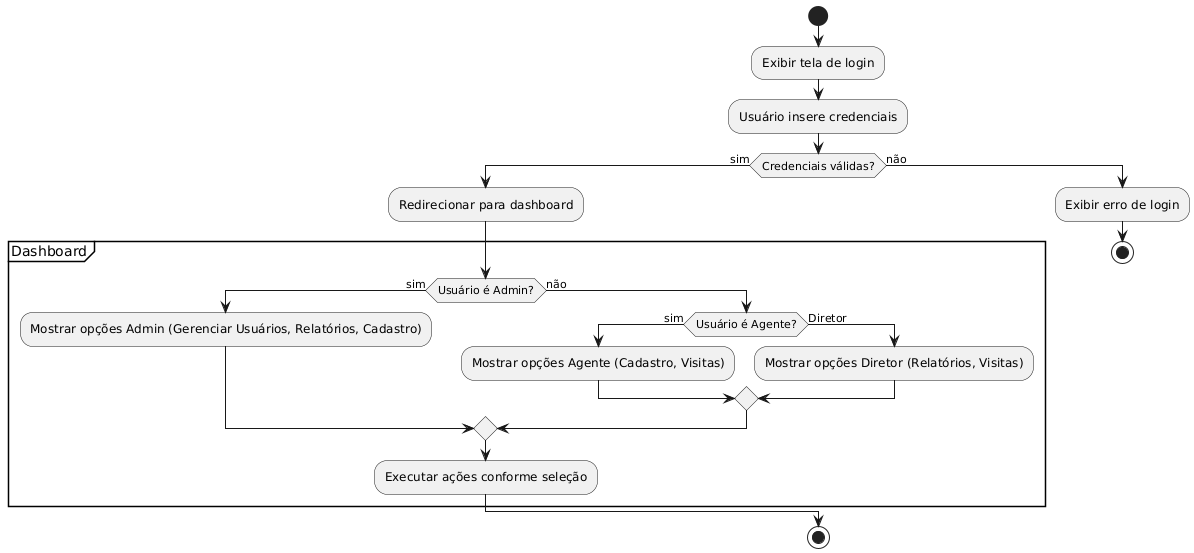 Exibir tela de login
Usuário insere credenciais
sim
Credenciais válidas?
não
Redirecionar para dashboard
Exibir erro de login
Dashboard
sim
Usuário é Admin?
não
Mostrar opções Admin (Gerenciar Usuários, Relatórios, Cadastro)
sim
Usuário é Agente?
Diretor
Mostrar opções Agente (Cadastro, Visitas)
Mostrar opções Diretor (Relatórios, Visitas)
Executar ações conforme seleção